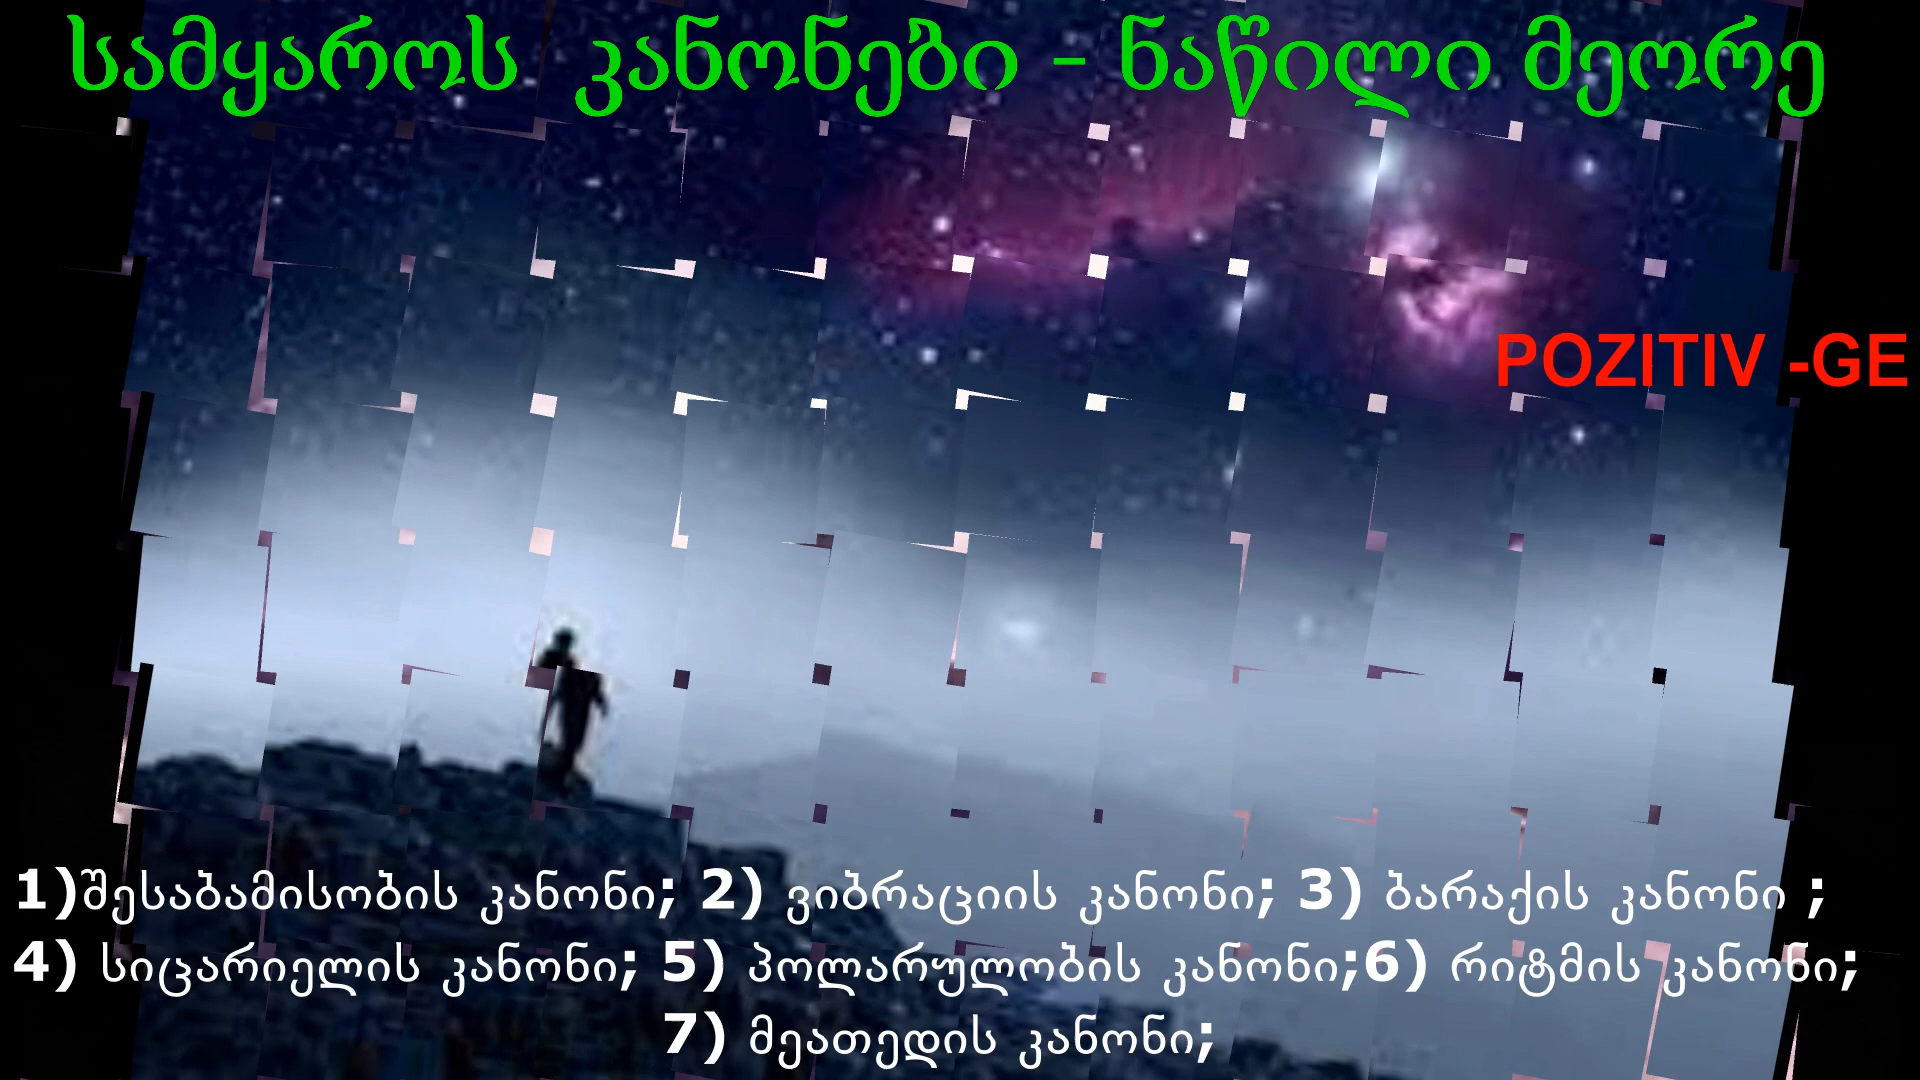 სამყაროს კანონები - ნაწილი მეორე
POZITIV -GE
1)შესაბამისობის კანონი; 2) ვიბრაციის კანონი; 3) ბარაქის კანონი ;
4) სიცარიელის კანონი; 5) პოლარულობის კანონი;6) რიტმის კანონი;
7) მეათედის კანონი;